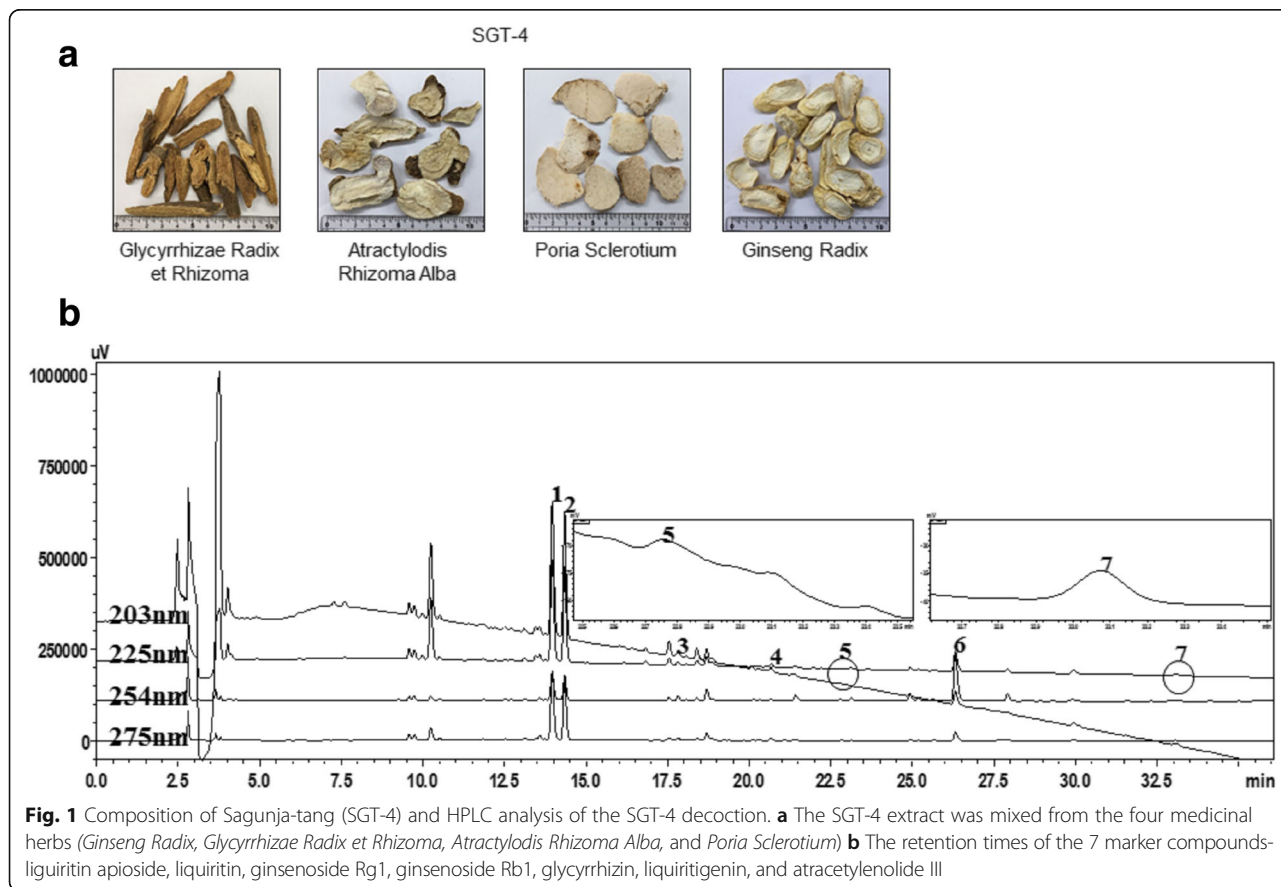 SGT-4
a
Glycyrrhizae Radix
et Rhizoma
Atractylodis
Rhizoma Alba
Poria Sclerotium
Ginseng Radix
b
uV
1000000
750000
500000
250000
0
203nm
225nm
254nm
275nm
1
2
3
4
5
6
7
5
7
0.0 2.5 5.0 7.5 10.0 12.5 15.0 17.5 20.0 22.5 25.0 27.5 30.0 32.5 min
Fig. 1 Composition of Sagunja-tang (SGT-4) and HPLC analysis of the SGT-4 decoction. a The SGT-4 extract was mixed from the four medicinal
herbs (Ginseng Radix, Glycyrrhizae Radix et Rhizoma, Atractylodis Rhizoma Alba, and Poria Sclerotium) b The retention times of the 7 marker compounds-
liguiritin apioside, liquiritin, ginsenoside Rg1, ginsenoside Rb1, glycyrrhizin, liquiritigenin, and atracetylenolide III